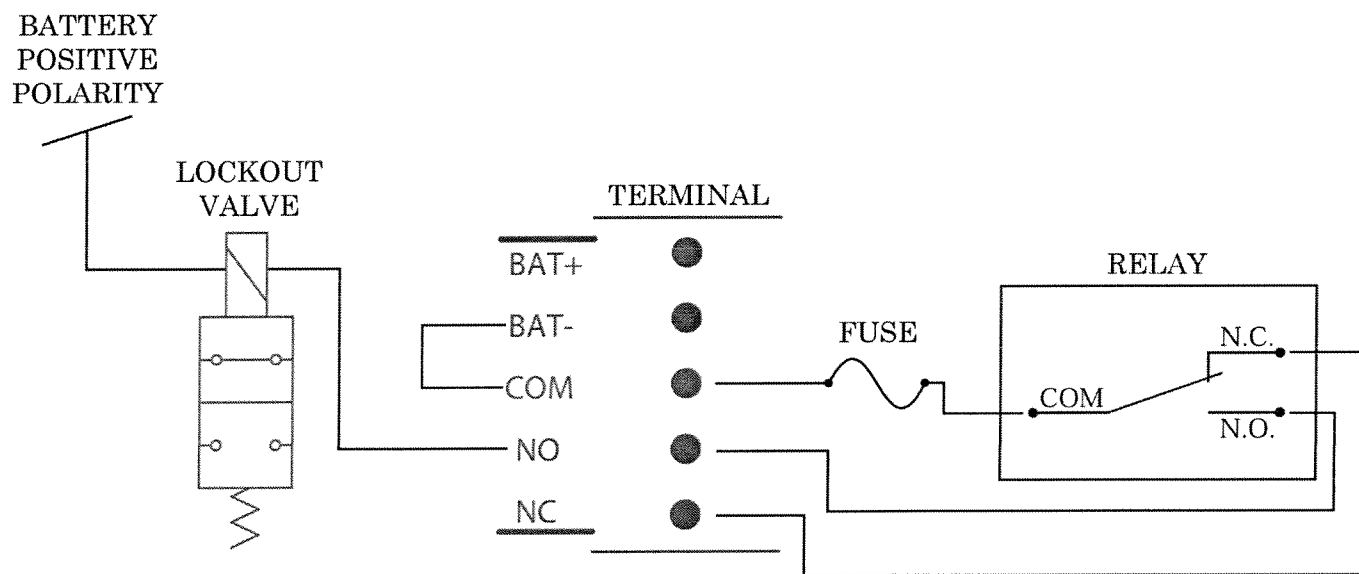 BATTERY
POSITIVE
POLARITY
LOCKOUT
VALVE
TERMINAL
BAT+
BAT-
COM
NO
NC
FUSE
RELAY
N.C.
COM
N.O.